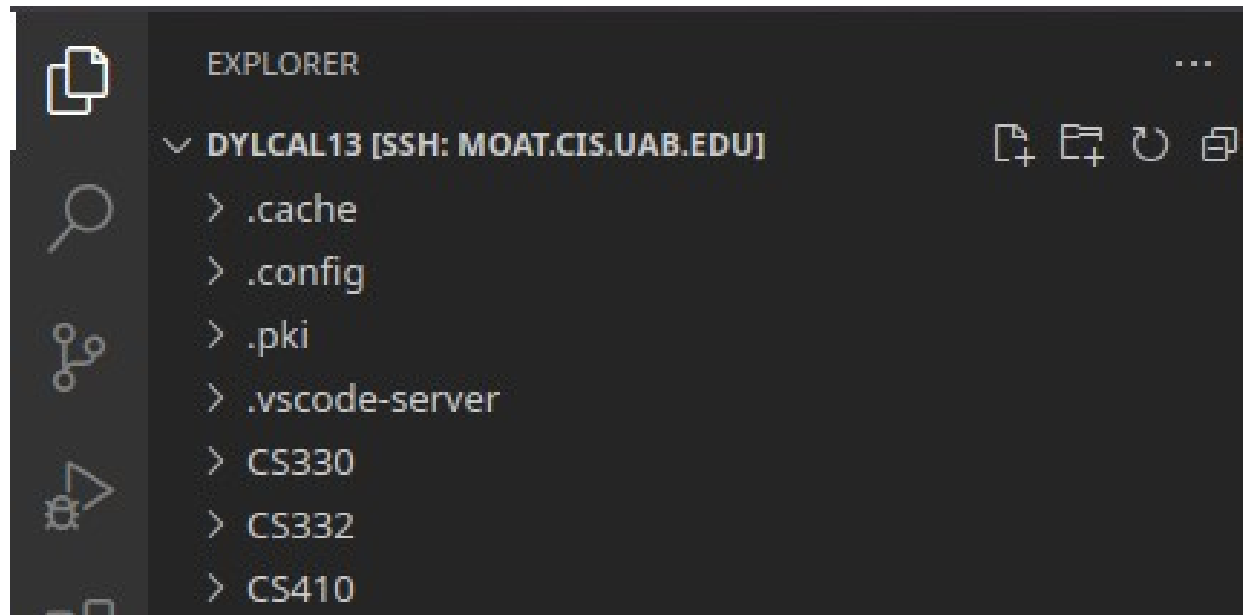 EXPLORER
DYLCAL13 [SSH: MOAT.CIS.UAB.EDU]
.cache
.config
.pki
.vscode-server
CS330
CS332
CS410